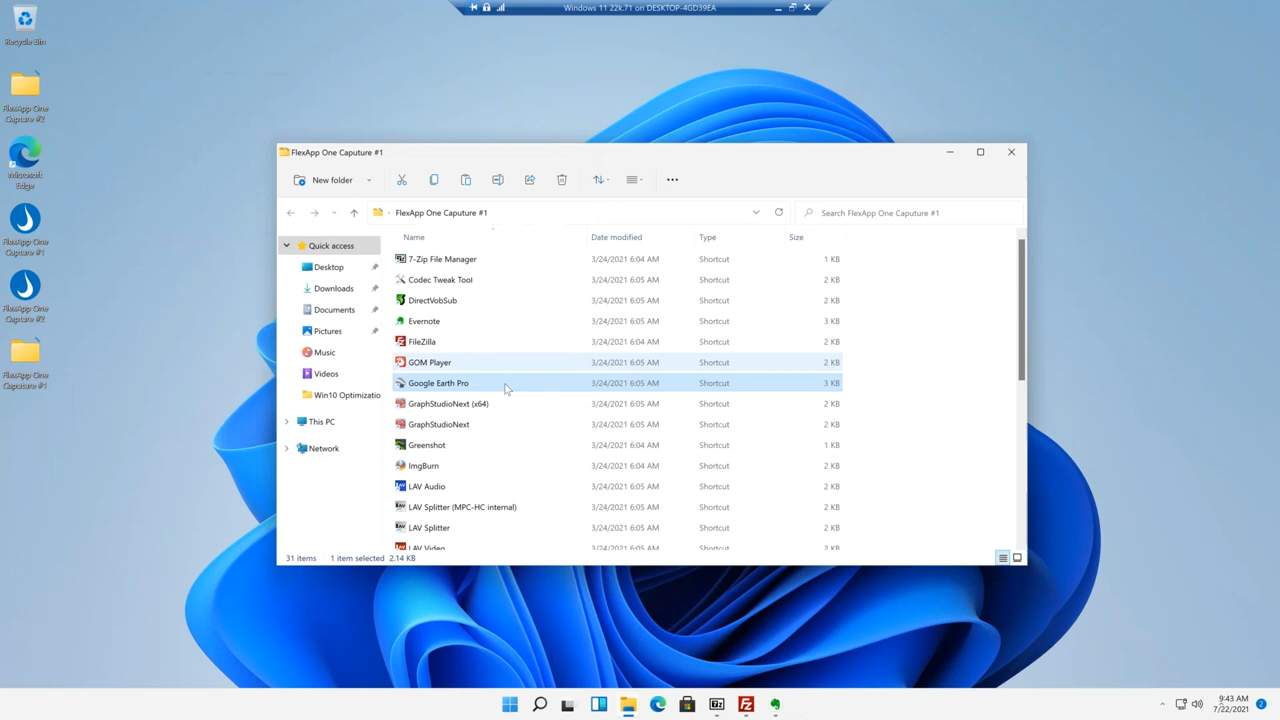 Windows 11 22k.71 on DESKTOP-4GD39EA
Recycle Bin
FlexApp One Capture #2
Microsoft Edge
FlexApp One Capture #1
FlexApp One Capture #2
FlexApp One Capture #1
FlexApp One Caputure #1
New folder
FlexApp One Caputure #1
Search FlexApp One Caputure #1
Quick access
Desktop
Downloads
Documents
Pictures
Music
Videos
Win10 Optimizatio
This PC
Network
Name Date modified Type Size
7-Zip File Manager 3/24/2021 6:04 AM Shortcut 1 KB
Codec Tweak Tool 3/24/2021 6:05 AM Shortcut 2 KB
DirectVobSub 3/24/2021 6:05 AM Shortcut 2 KB
Evernote 3/24/2021 6:05 AM Shortcut 3 KB
FileZilla 3/24/2021 6:04 AM Shortcut 2 KB
GOM Player 3/24/2021 6:05 AM Shortcut 2 KB
Google Earth Pro 3/24/2021 6:05 AM Shortcut 3 KB
GraphStudioNext (x64) 3/24/2021 6:05 AM Shortcut 2 KB
GraphStudioNext 3/24/2021 6:05 AM Shortcut 2 KB
Greenshot 3/24/2021 6:04 AM Shortcut 1 KB
ImgBurn 3/24/2021 6:04 AM Shortcut 2 KB
LAV Audio 3/24/2021 6:05 AM Shortcut 2 KB
LAV Splitter (MPC-HC internal) 3/24/2021 6:05 AM Shortcut 2 KB
LAV Splitter 3/24/2021 6:05 AM Shortcut 2 KB
LAV Video 3/24/2021 6:05 AM Shortcut 2 KB
31 items 1 item selected 2.14 KB
7z
Fz
9:43 AM
7/22/2021
2